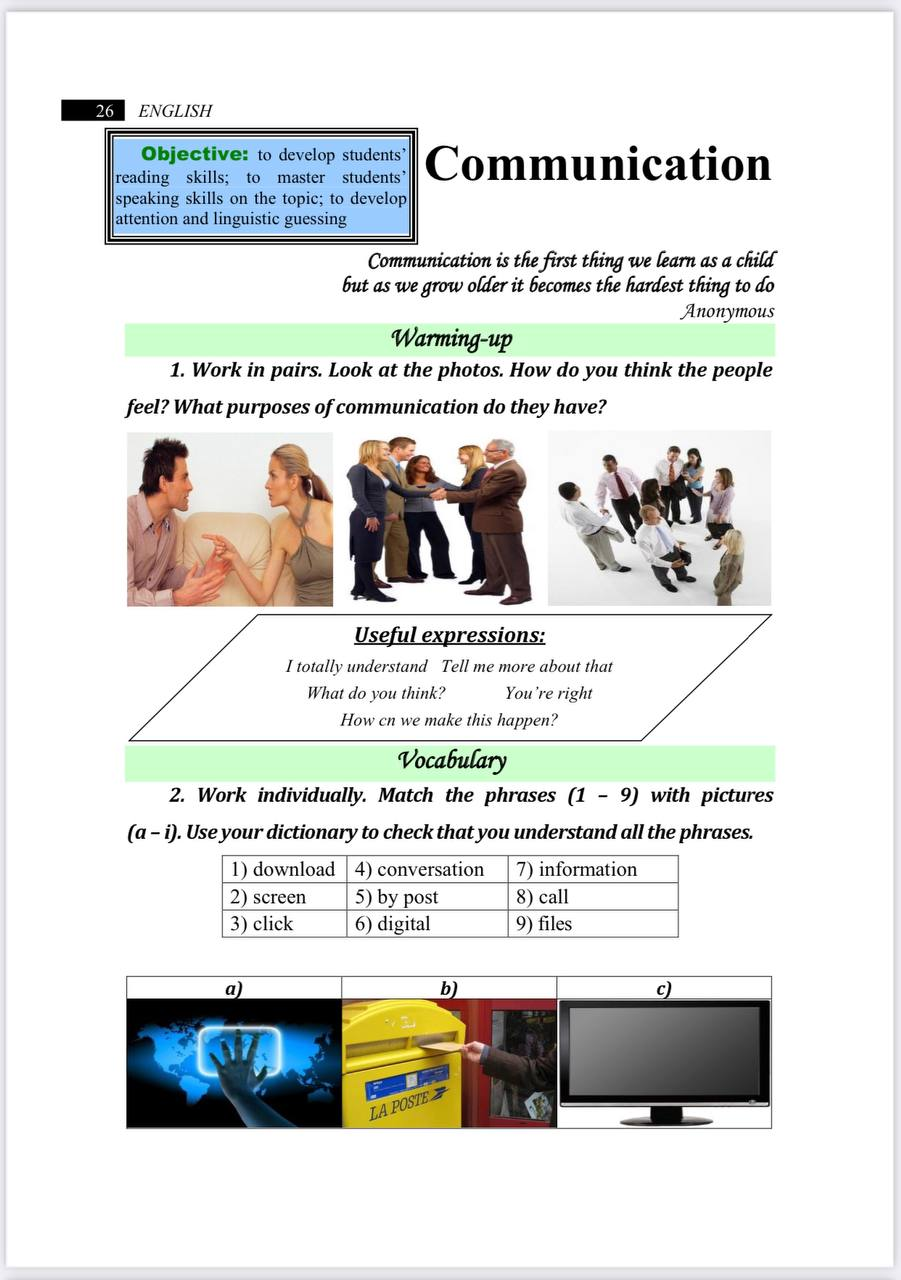 26 ENGLISH
Objective: to develop students’
reading skills; to master students’
speaking skills on the topic; to develop
attention and linguistic guessing
Communication
Communication is the first thing we learn as a child
but as we grow older it becomes the hardest thing to do
Anonymous
Warming-up
1. Work in pairs. Look at the photos. How do you think the people
feel? What purposes of communication do they have?
Useful expressions:
I totally understand Tell me more about that
What do you think? You’re right
How cn we make this happen?
Vocabulary
2. Work individually. Match the phrases (1 – 9) with pictures
(a – i). Use your dictionary to check that you understand all the phrases.
1) download 4) conversation 7) information
2) screen 5) by post 8) call
3) click 6) digital 9) files
a) b) c)
LA POSTE